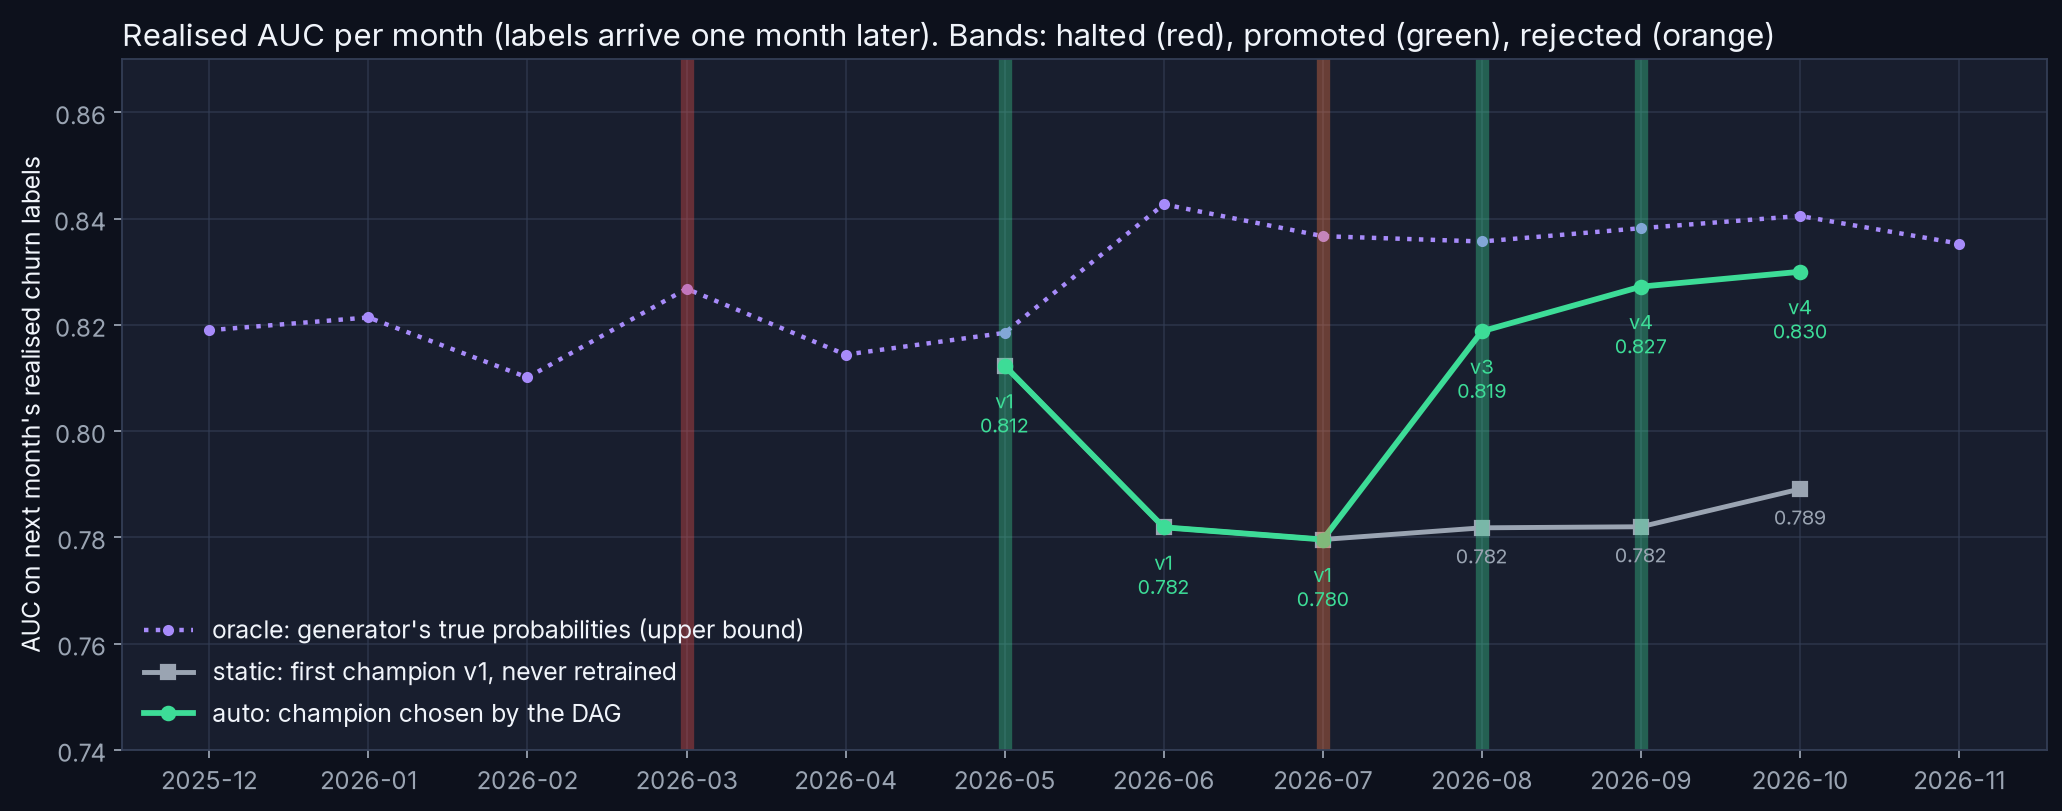 Realised AUC per month (labels arrive one month later). Bands: halted (red), promoted (green), rejected (orange)
AUC on next month's realised churn labels
0.86
0.84
0.82
0.80
0.78
0.76
0.74
v1
0.812
v1
0.782
v1
0.780
v3
0.819
v4
0.827
v4
0.830
0.782
0.782
0.789
oracle: generator's true probabilities (upper bound)
static: first champion v1, never retrained
auto: champion chosen by the DAG
2025-12
2026-01
2026-02
2026-03
2026-04
2026-05
2026-06
2026-07
2026-08
2026-09
2026-10
2026-11